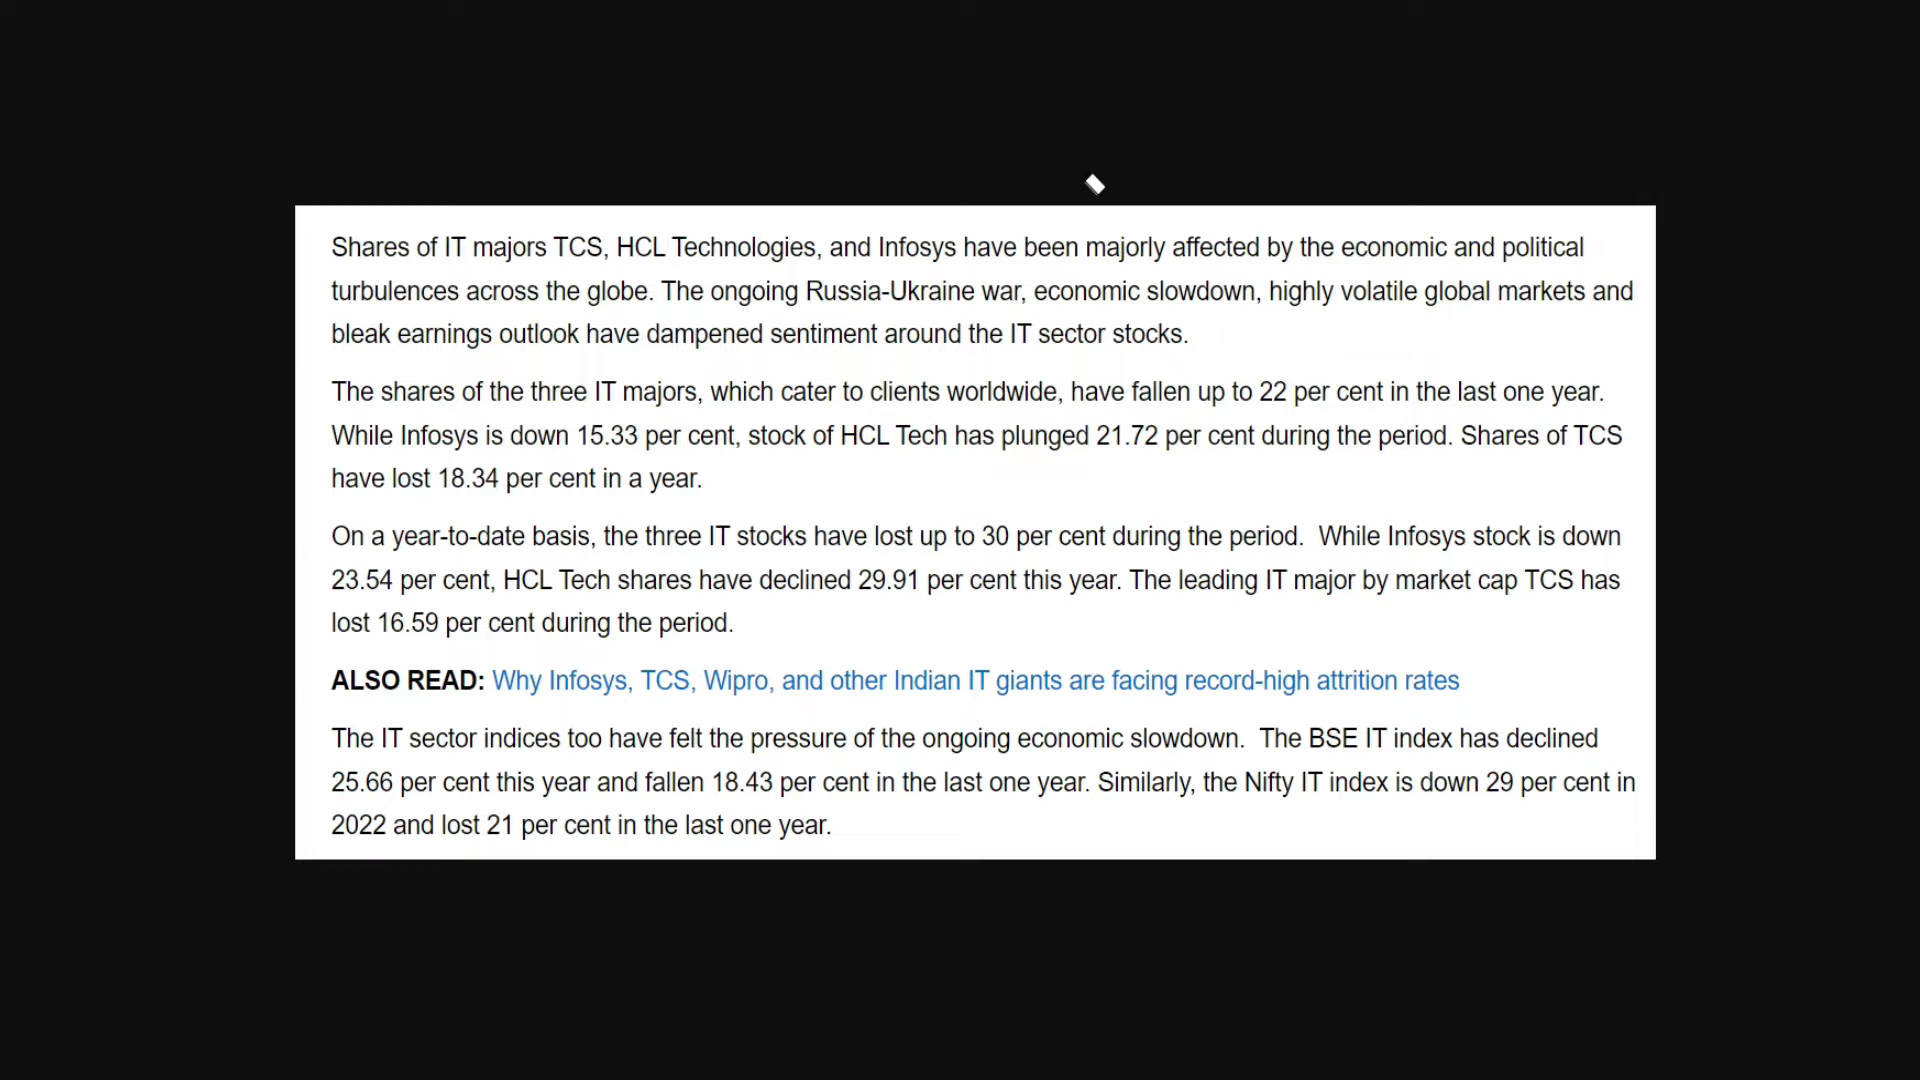 Shares of IT majors TCS, HCL Technologies, and Infosys have been majorly affected by the economic and political
turbulences across the globe. The ongoing Russia-Ukraine war, economic slowdown, highly volatile global markets and
bleak earnings outlook have dampened sentiment around the IT sector stocks.
The shares of the three IT majors, which cater to clients worldwide, have fallen up to 22 per cent in the last one year.
While Infosys is down 15.33 per cent, stock of HCL Tech has plunged 21.72 per cent during the period. Shares of TCS
have lost 18.34 per cent in a year.
On a year-to-date basis, the three IT stocks have lost up to 30 per cent during the period.  While Infosys stock is down
23.54 per cent, HCL Tech shares have declined 29.91 per cent this year. The leading IT major by market cap TCS has
lost 16.59 per cent during the period.
ALSO READ: Why Infosys, TCS, Wipro, and other Indian IT giants are facing record-high attrition rates
The IT sector indices too have felt the pressure of the ongoing economic slowdown.  The BSE IT index has declined
25.66 per cent this year and fallen 18.43 per cent in the last one year. Similarly, the Nifty IT index is down 29 per cent in
2022 and lost 21 per cent in the last one year.